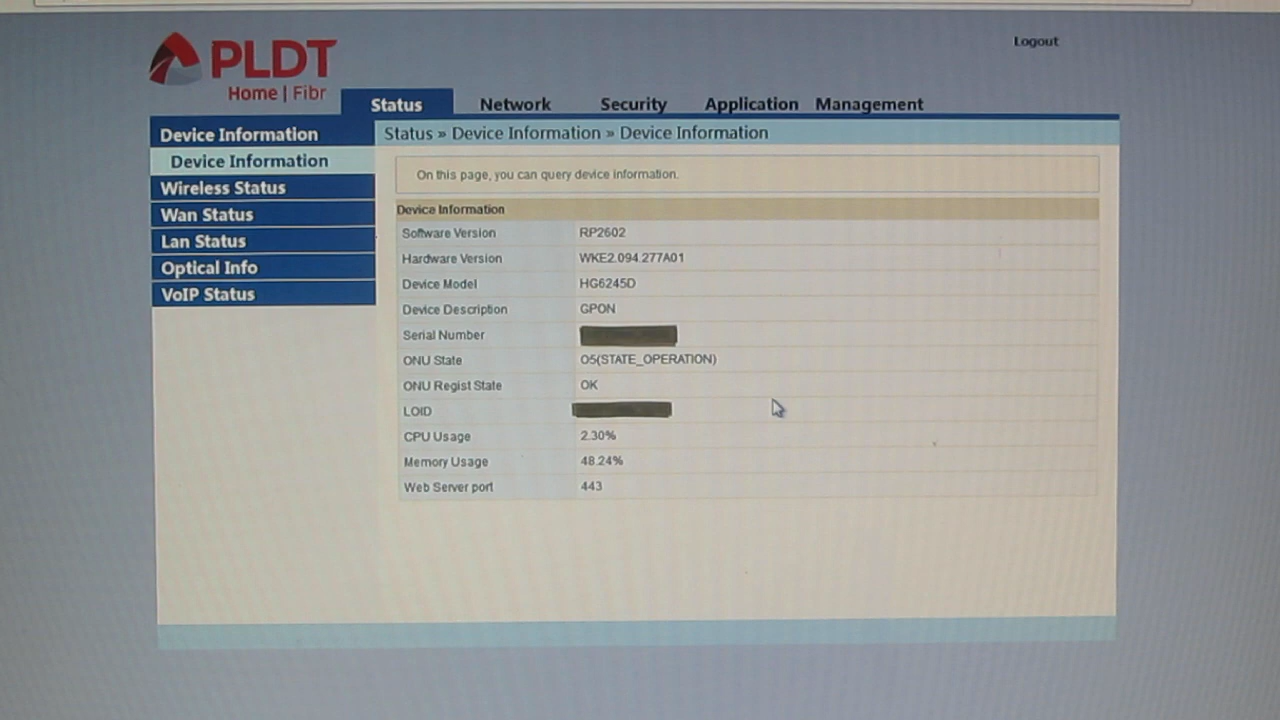 PLDT
Home | Fibr
Logout
Status Network Security Application Management
Device Information
Device Information
Wireless Status
Wan Status
Lan Status
Optical Info
VoIP Status
Status » Device Information » Device Information
On this page, you can query device information.
Device Information
Software Version RP2602
Hardware Version WKE2.094.277A01
Device Model HG6245D
Device Description GPON
Serial Number
ONU State O5(STATE_OPERATION)
ONU Regist State OK
LOID
CPU Usage 2.30%
Memory Usage 48.24%
Web Server port 443